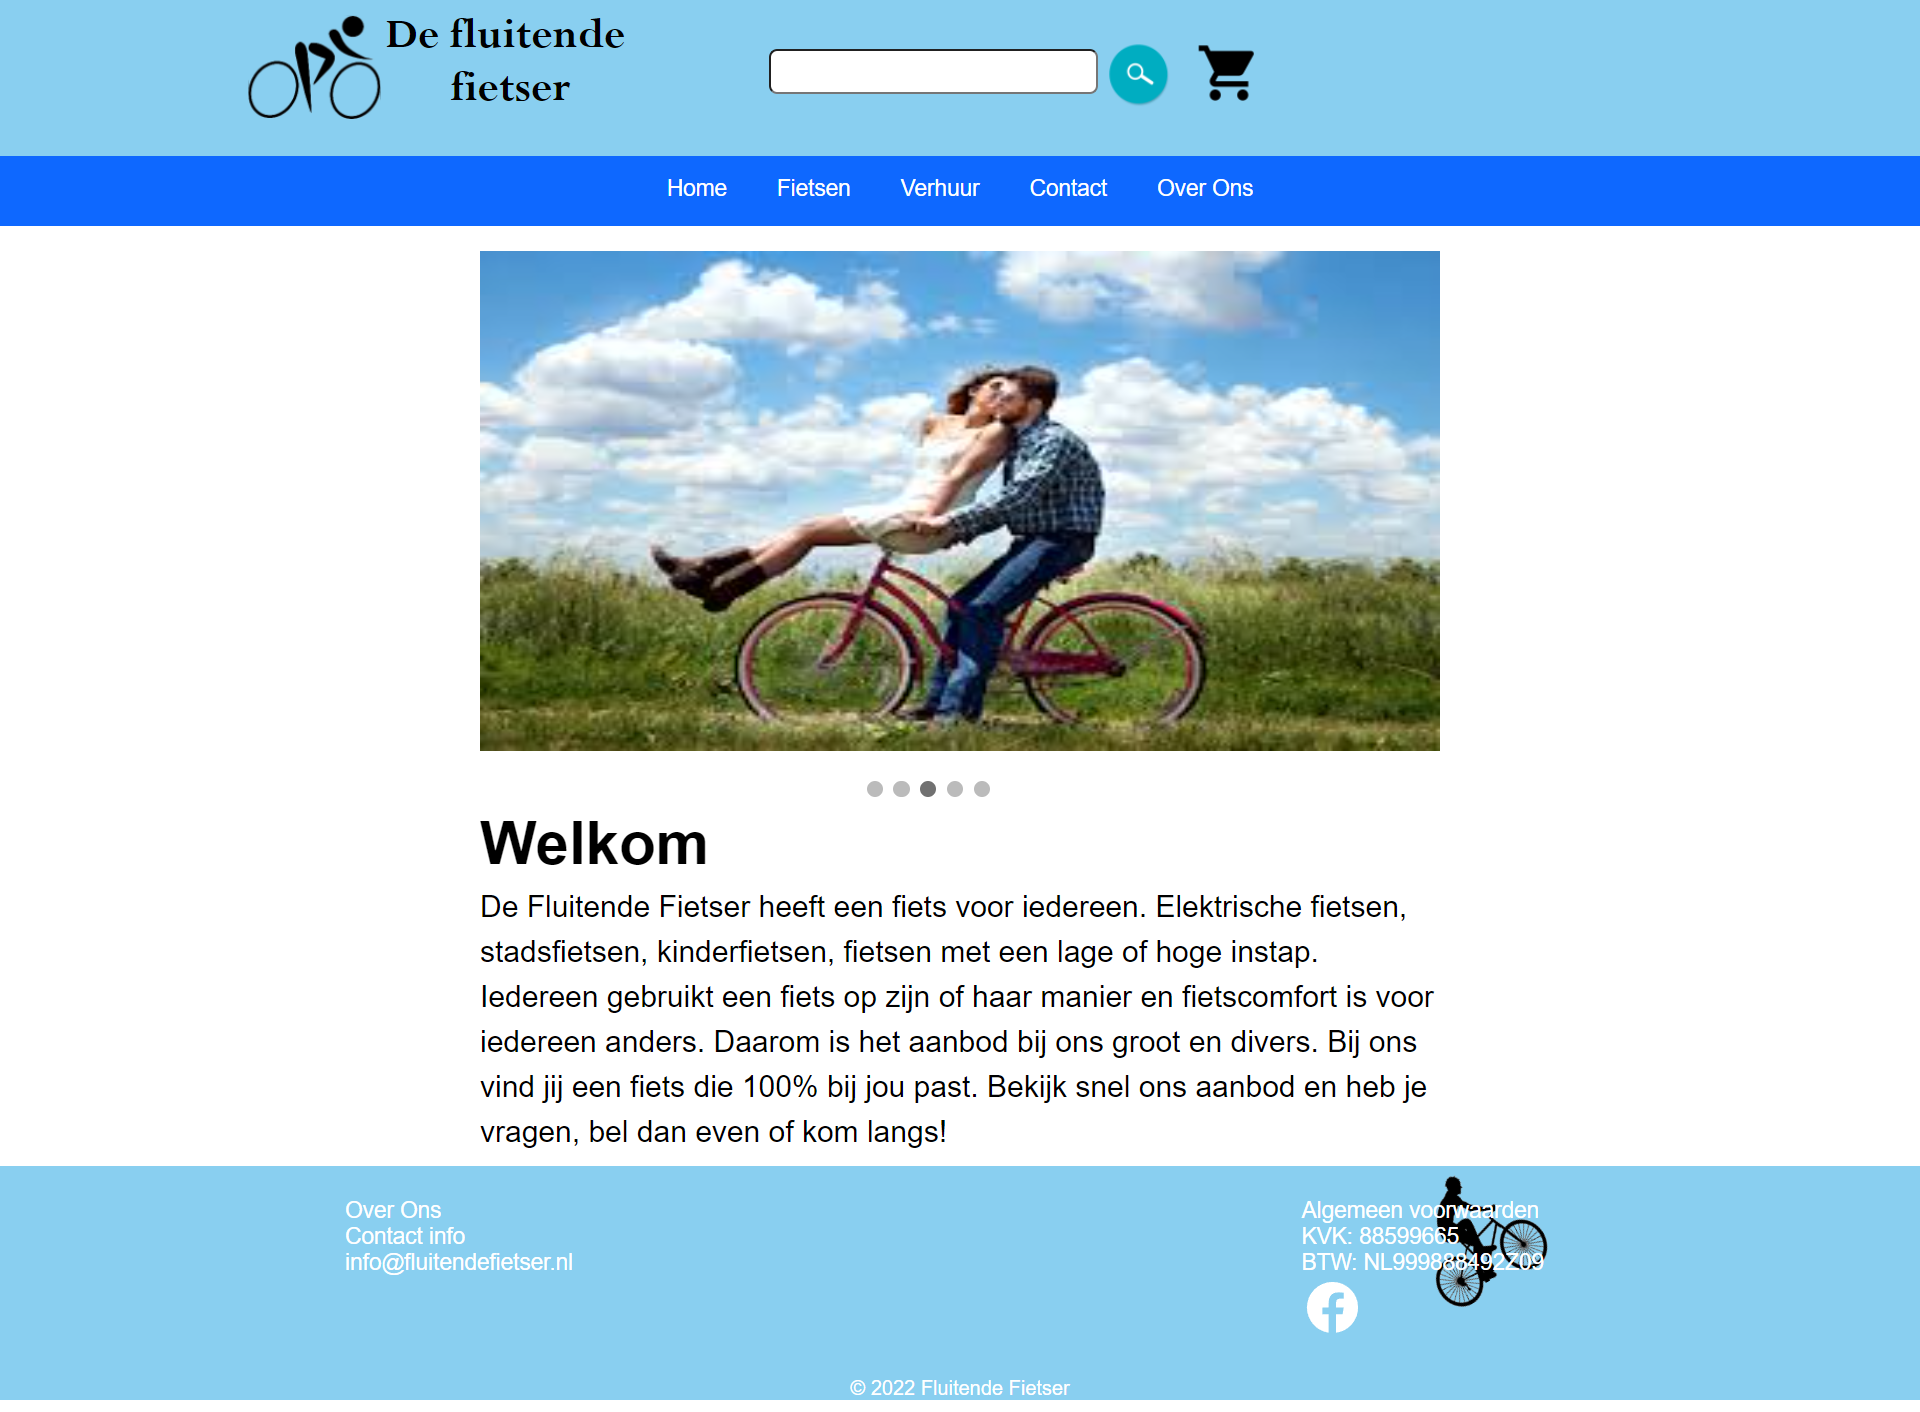 De fluitende
fietser
Home Fietsen Verhuur Contact Over Ons
Welkom
De Fluitende Fietser heeft een fiets voor iedereen. Elektrische fietsen,
stadsfietsen, kinderfietsen, fietsen met een lage of hoge instap.
Iedereen gebruikt een fiets op zijn of haar manier en fietscomfort is voor
iedereen anders. Daarom is het aanbod bij ons groot en divers. Bij ons
vind jij een fiets die 100% bij jou past. Bekijk snel ons aanbod en heb je
vragen, bel dan even of kom langs!
Over Ons
Contact info
info@fluitendefietser.nl
Algemeen voorwaarden
KVK: 88599665
BTW: NL999888492Z09
© 2022 Fluitende Fietser